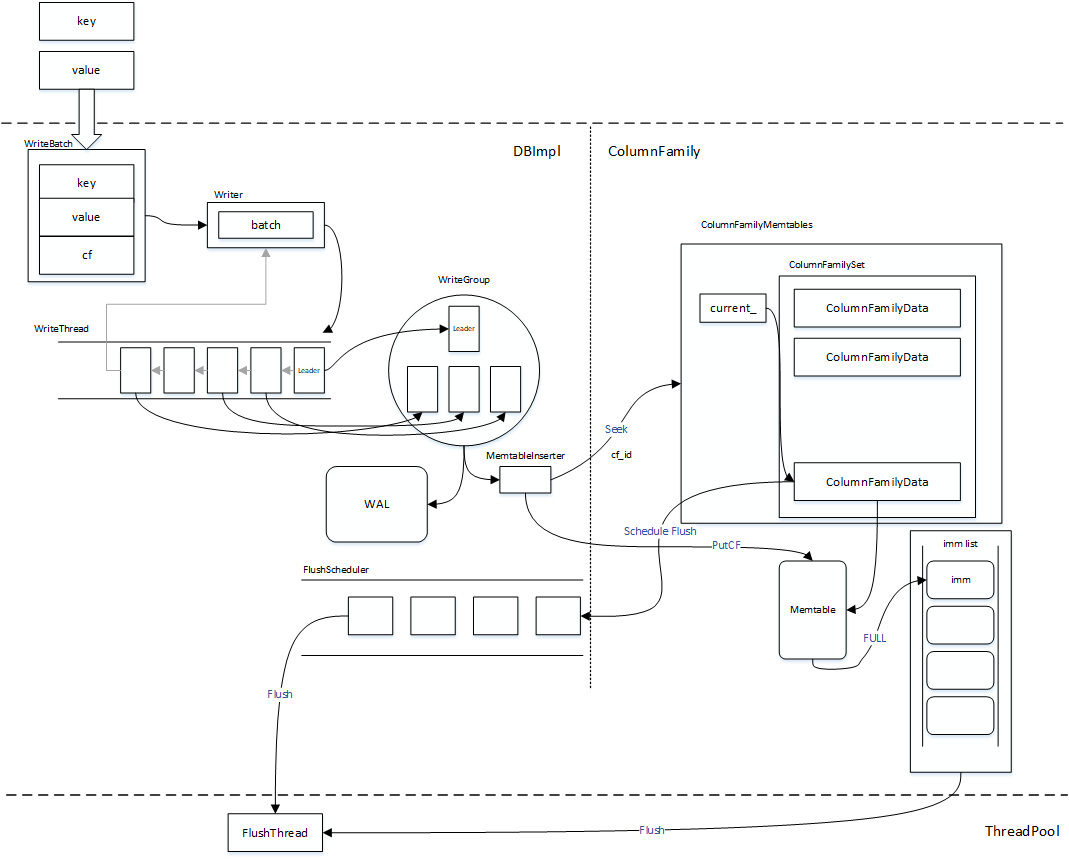 key
value
WriteBatch
DBImpl
ColumnFamily
key
value
cf
Writer
batch
ColumnFamilyMemtables
ColumnFamilySet
current_
ColumnFamilyData
ColumnFamilyData
ColumnFamilyData
WriteGroup
Leader
WriteThread
Leader
Seek
cf_id
MemtableInserter
WAL
Schedule Flush
PutCF
imm list
imm
Memtable
FULL
FlushScheduler
Flush
FlushThread
Flush
ThreadPool